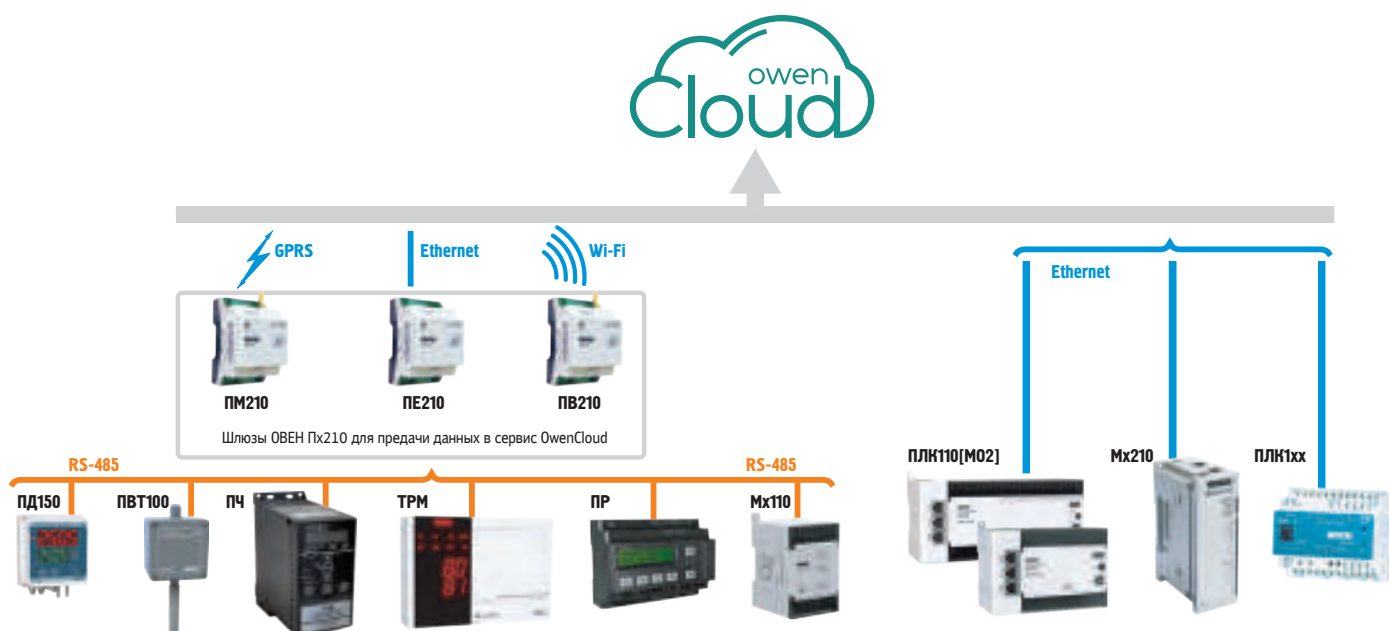 owen
Cloud
GPRS
Ethernet
Wi-Fi
Ethernet
ПМ210
ПЕ210
ПВ210
Шлюзы ОВЕН Пх210 для предачи данных в сервис OwenCloud
RS-485
RS-485
ПЛК110[М02]
Мх210
ПЛК1хх
ПД150
ПВТ100
ПЧ
ТРМ
ПР
Мх110